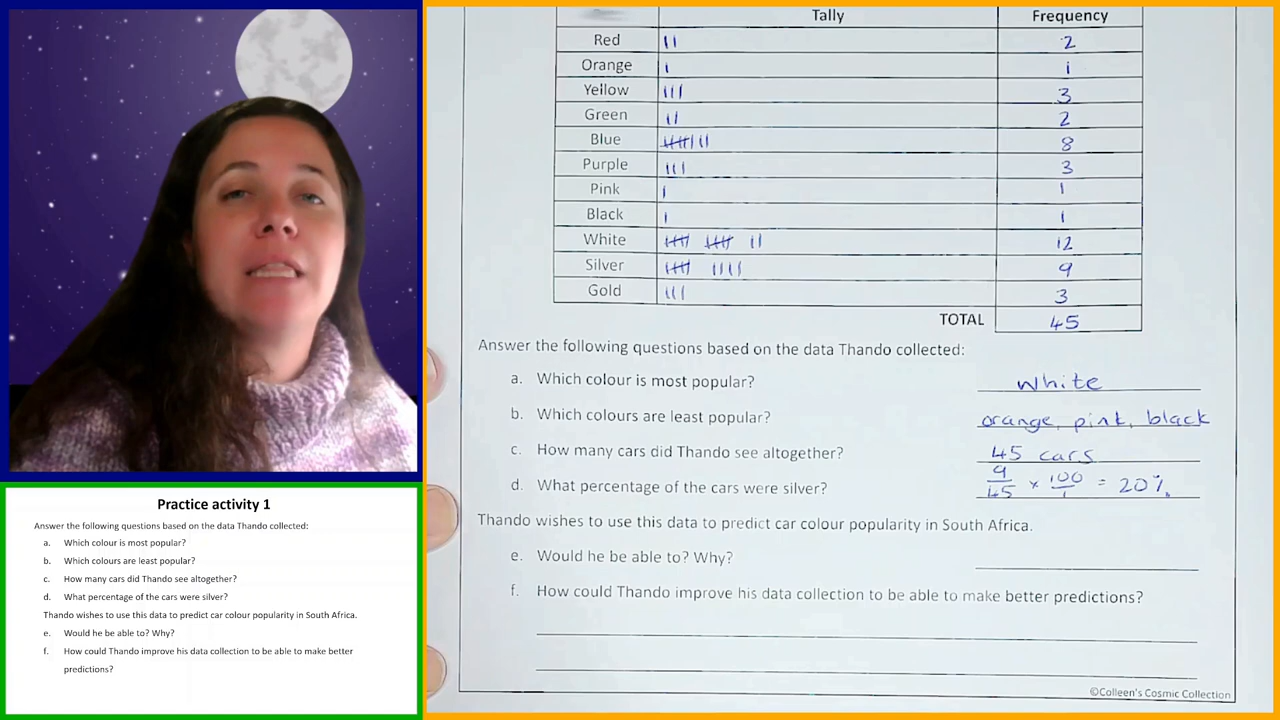 Tally Frequency
Red || 2
Orange | 1
Yellow ||| 3
Green || 2
Blue 8
Purple ||| 3
Pink | 1
Black | 1
White 12
Silver 9
Gold ||| 3
TOTAL 45
Answer the following questions based on the data Thando collected:
a. Which colour is most popular? White
b. Which colours are least popular? orange, pink, black
c. How many cars did Thando see altogether? 45 cars
d. What percentage of the cars were silver? 9/45 × 100/1 = 20%
Thando wishes to use this data to predict car colour popularity in South Africa.
e. Would he be able to? Why?
f. How could Thando improve his data collection to be able to make better predictions?
©Colleen's Cosmic Collection
Practice activity 1
Answer the following questions based on the data Thando collected:
a. Which colour is most popular?
b. Which colours are least popular?
c. How many cars did Thando see altogether?
d. What percentage of the cars were silver?
Thando wishes to use this data to predict car colour popularity in South Africa.
e. Would he be able to? Why?
f. How could Thando improve his data collection to be able to make better
predictions?